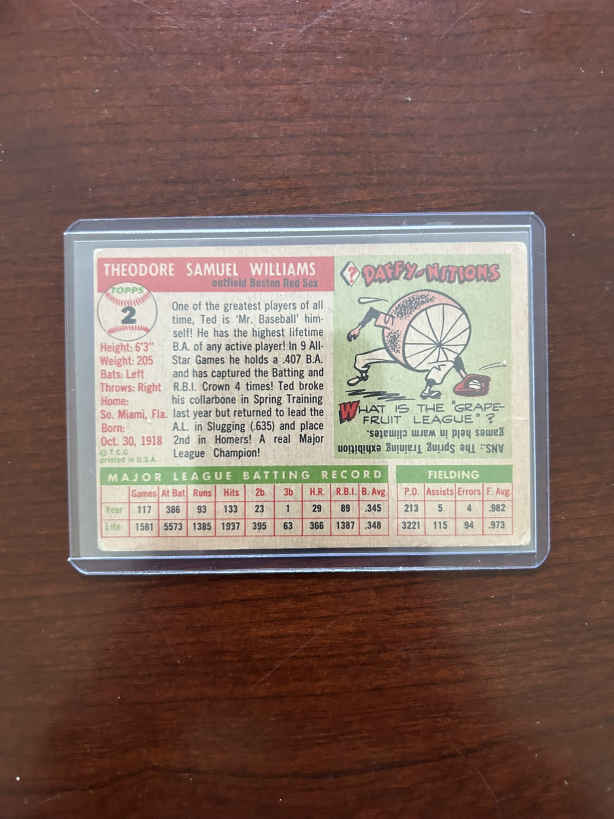 THEODORE SAMUEL WILLIAMS
outfield Boston Red Sox
TOPPS
2
Height: 6'3"
Weight: 205
Bats: Left
Throws: Right
Home:
So. Miami, Fla.
Born:
Oct. 30, 1918
© T.C.G.
printed in U.S.A.
One of the greatest players of all
time, Ted is 'Mr. Baseball' him-
self! He has the highest lifetime
B.A. of any active player! In 9 All-
Star Games he holds a .407 B.A.
and has captured the Batting and
R.B.I. Crown 4 times! Ted broke
his collarbone in Spring Training
last year but returned to lead the
A.L. in Slugging (.635) and place
2nd in Homers! A real Major
League Champion!
? DAFFY-NITIONS
WHAT IS THE "GRAPE-
FRUIT LEAGUE"?
ANS.: The Spring Training exhibition
games held in warm climates.
MAJOR LEAGUE BATTING RECORD FIELDING
Games At Bat Runs Hits 2b 3b H.R. R.B.I. B. Avg. P.O. Assists Errors F. Avg.
Year 117 386 93 133 23 1 29 89 .345 213 5 4 .982
Life 1581 5573 1385 1937 395 63 366 1387 .348 3221 115 94 .973